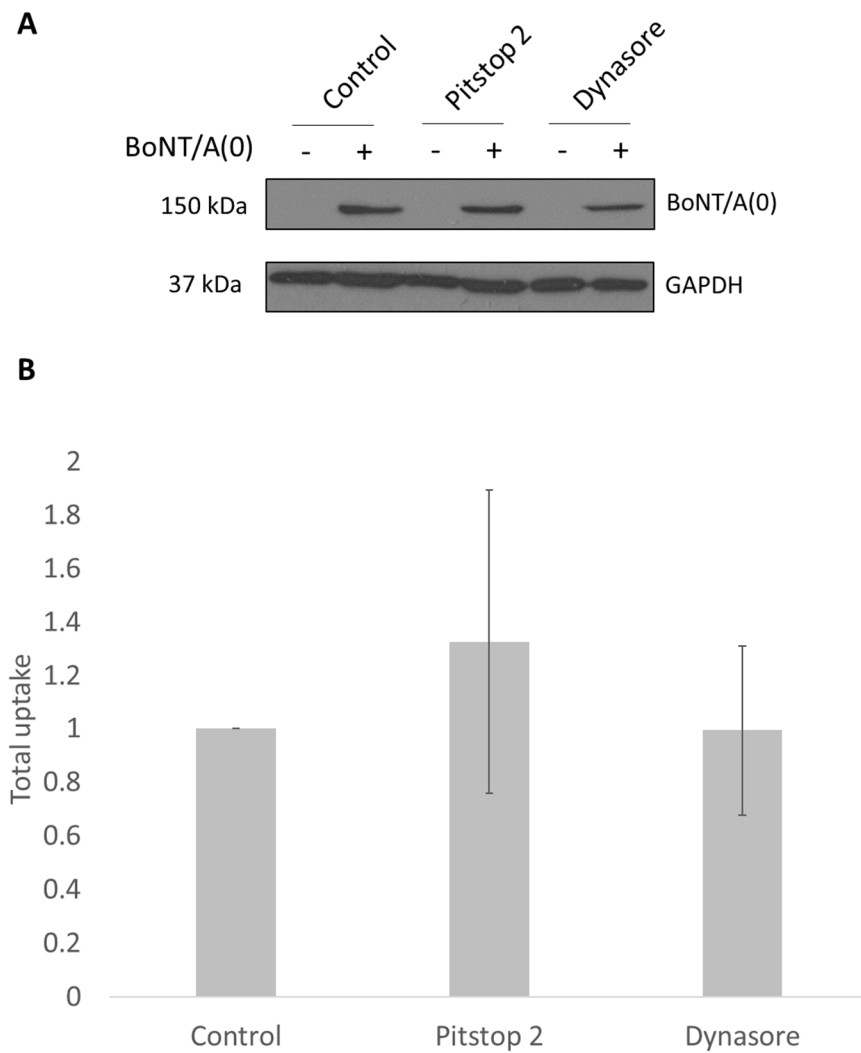 A
Control Pitstop 2 Dynasore
BoNT/A(0) - + - + - +
150 kDa BoNT/A(0)
37 kDa GAPDH
B
Total uptake
2
1.8
1.6
1.4
1.2
1
0.8
0.6
0.4
0.2
0
Control Pitstop 2 Dynasore